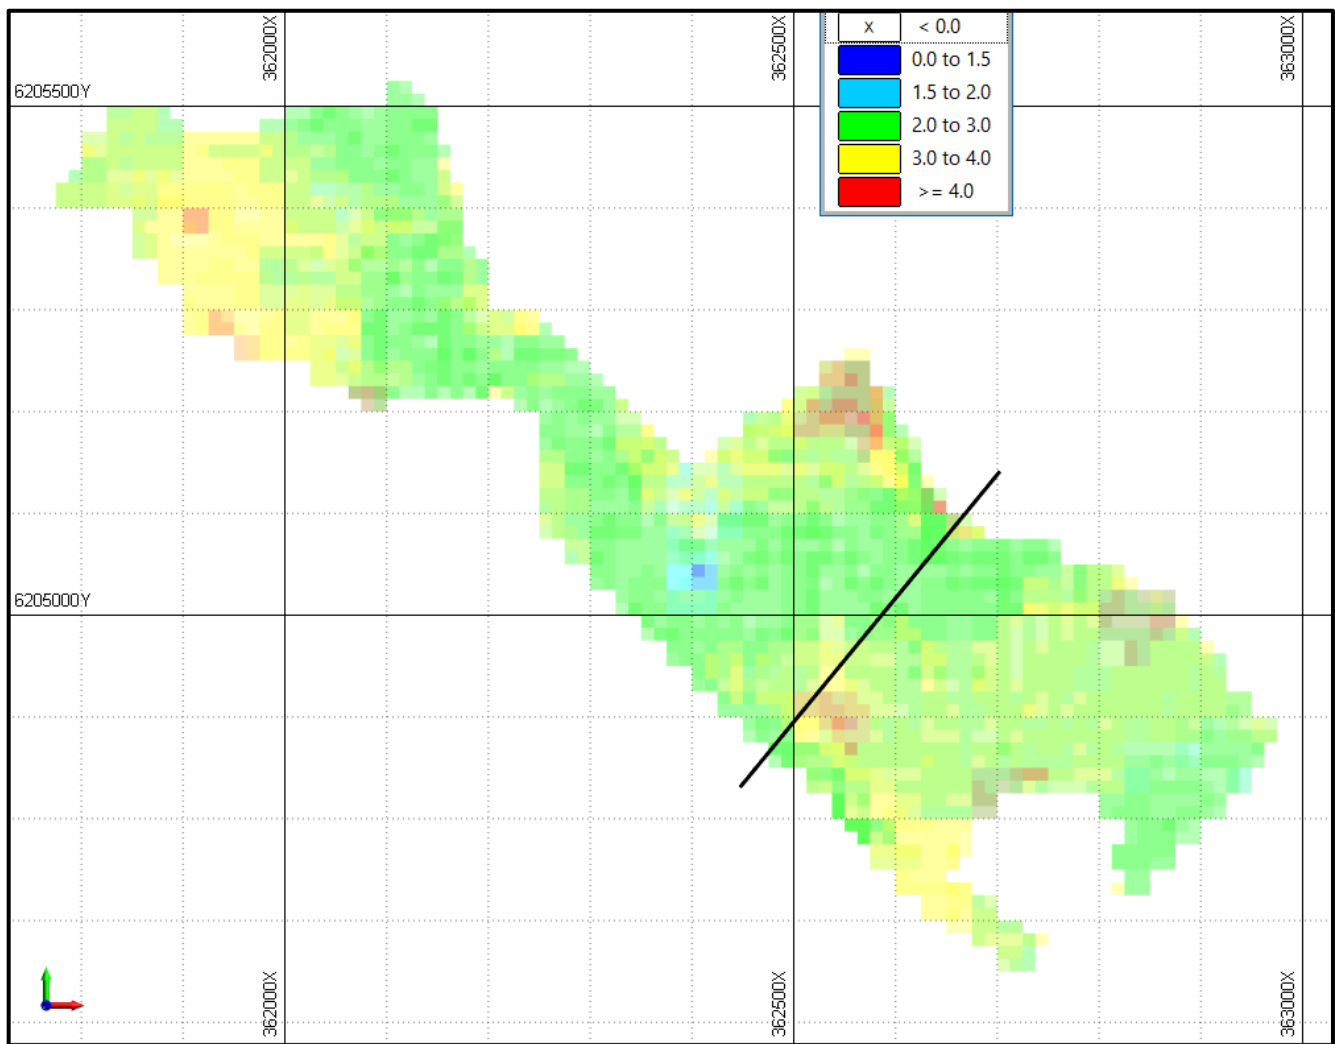 362000X
362500X
363000X
x < 0.0
0.0 to 1.5
1.5 to 2.0
2.0 to 3.0
3.0 to 4.0
>= 4.0
6205500Y
6205000Y
362000X
362500X
363000X